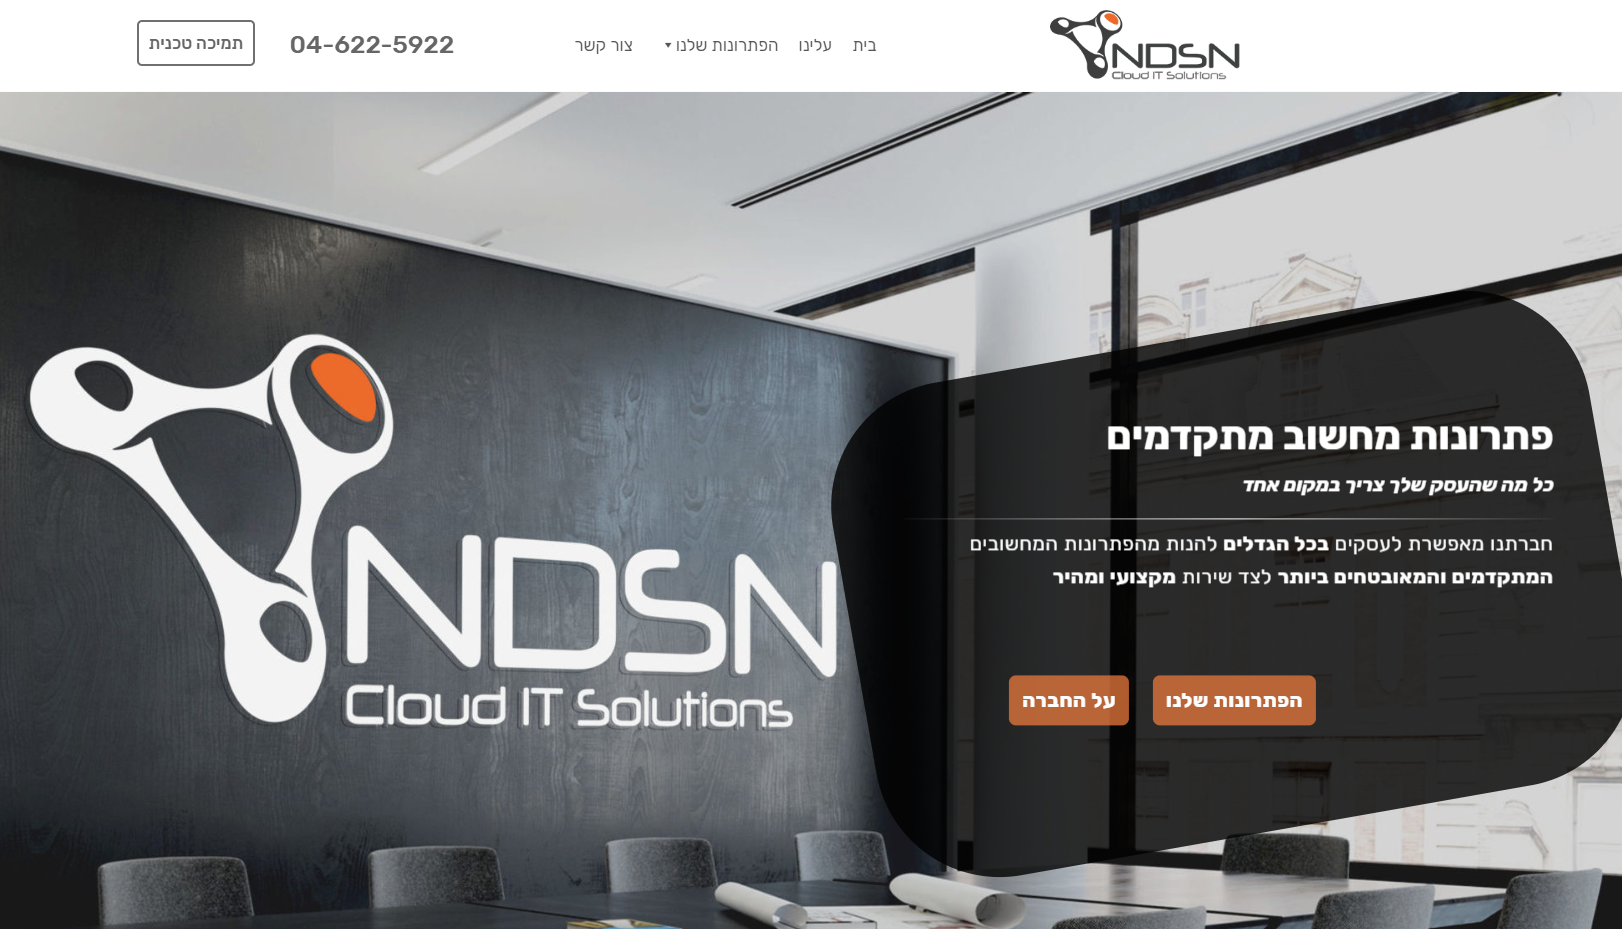 NDSN
Cloud IT Solutions
בית
עלינו
הפתרונות שלנו
צור קשר
04-622-5922
תמיכה טכנית
NDSN
Cloud IT Solutions
פתרונות מחשוב מתקדמים
כל מה שהעסק שלך צריך במקום אחד
חברתנו מאפשרת לעסקים בכל הגדלים להנות מהפתרונות המחשובים
המתקדמים והמאובטחים ביותר לצד שירות מקצועי ומהיר
הפתרונות שלנו
על החברה